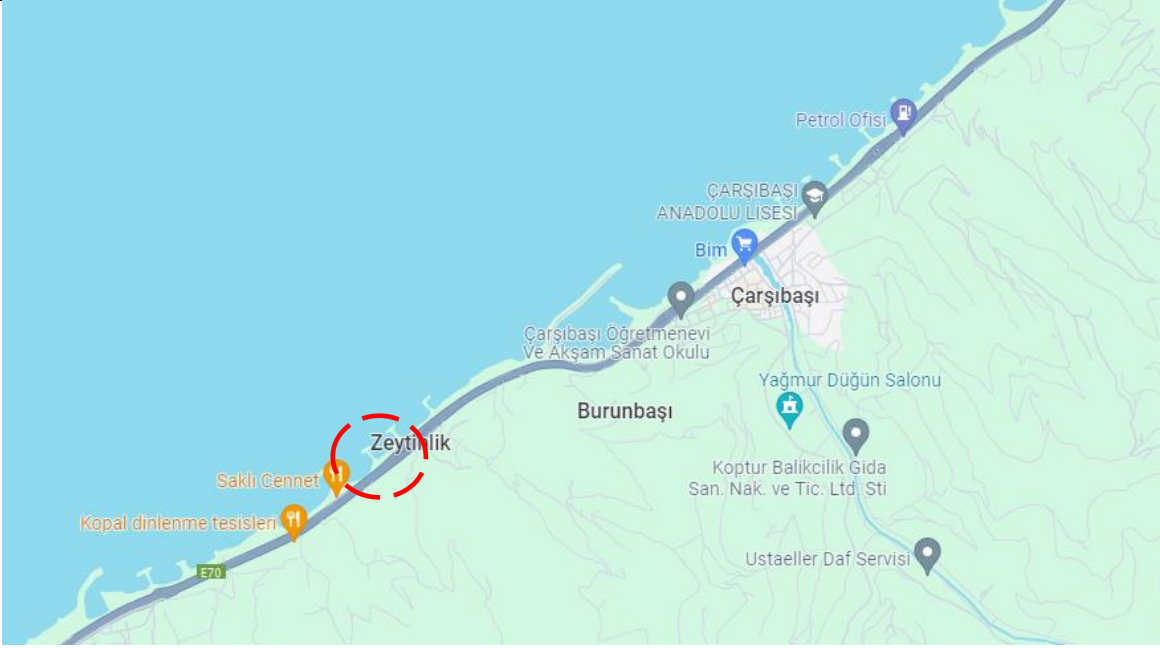 Petrol Ofisi
ÇARŞIBAŞI
ANADOLU LİSESİ
Bim
Çarşıbaşı
Çarşıbaşı Öğretmenevi
Ve Akşam Sanat Okulu
Yağmur Düğün Salonu
Burunbaşı
Zeytinlik
Koptur Balikcilik Gida
San. Nak. ve Tic. Ltd. Sti
Saklı Cennet
Kopal dinlenme tesisleri
Ustaeller Daf Servisi
E70